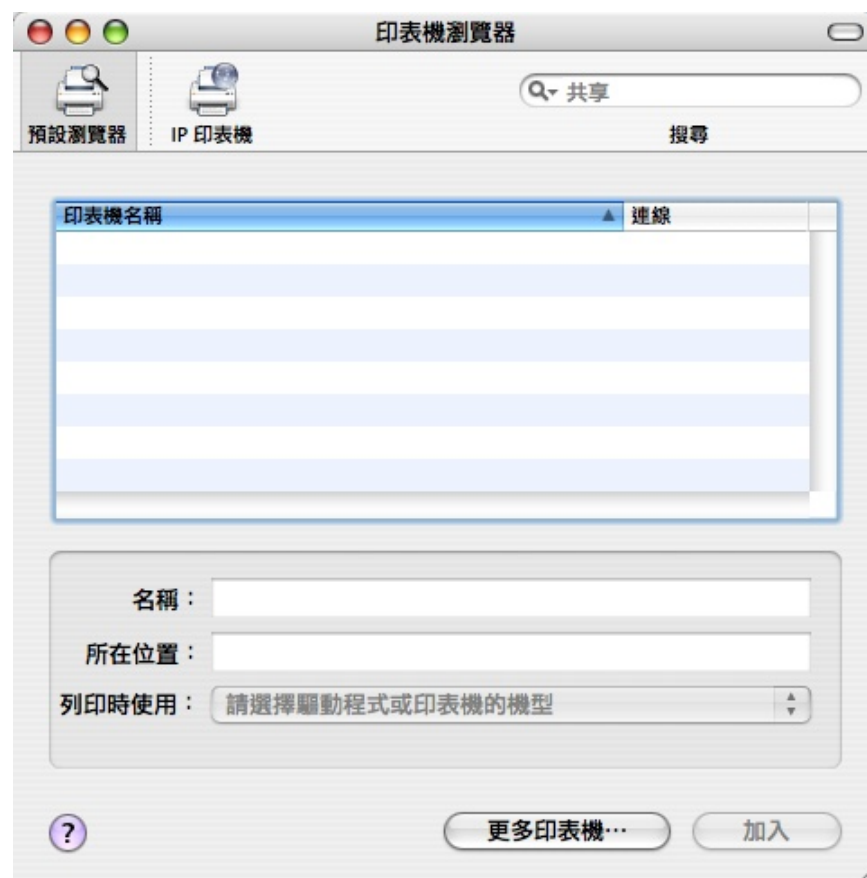 印表機瀏覽器
共享
預設瀏覽器 IP 印表機 搜尋
印表機名稱 連線
名稱：
所在位置：
列印時使用： 請選擇驅動程式或印表機的機型
? 更多印表機… 加入